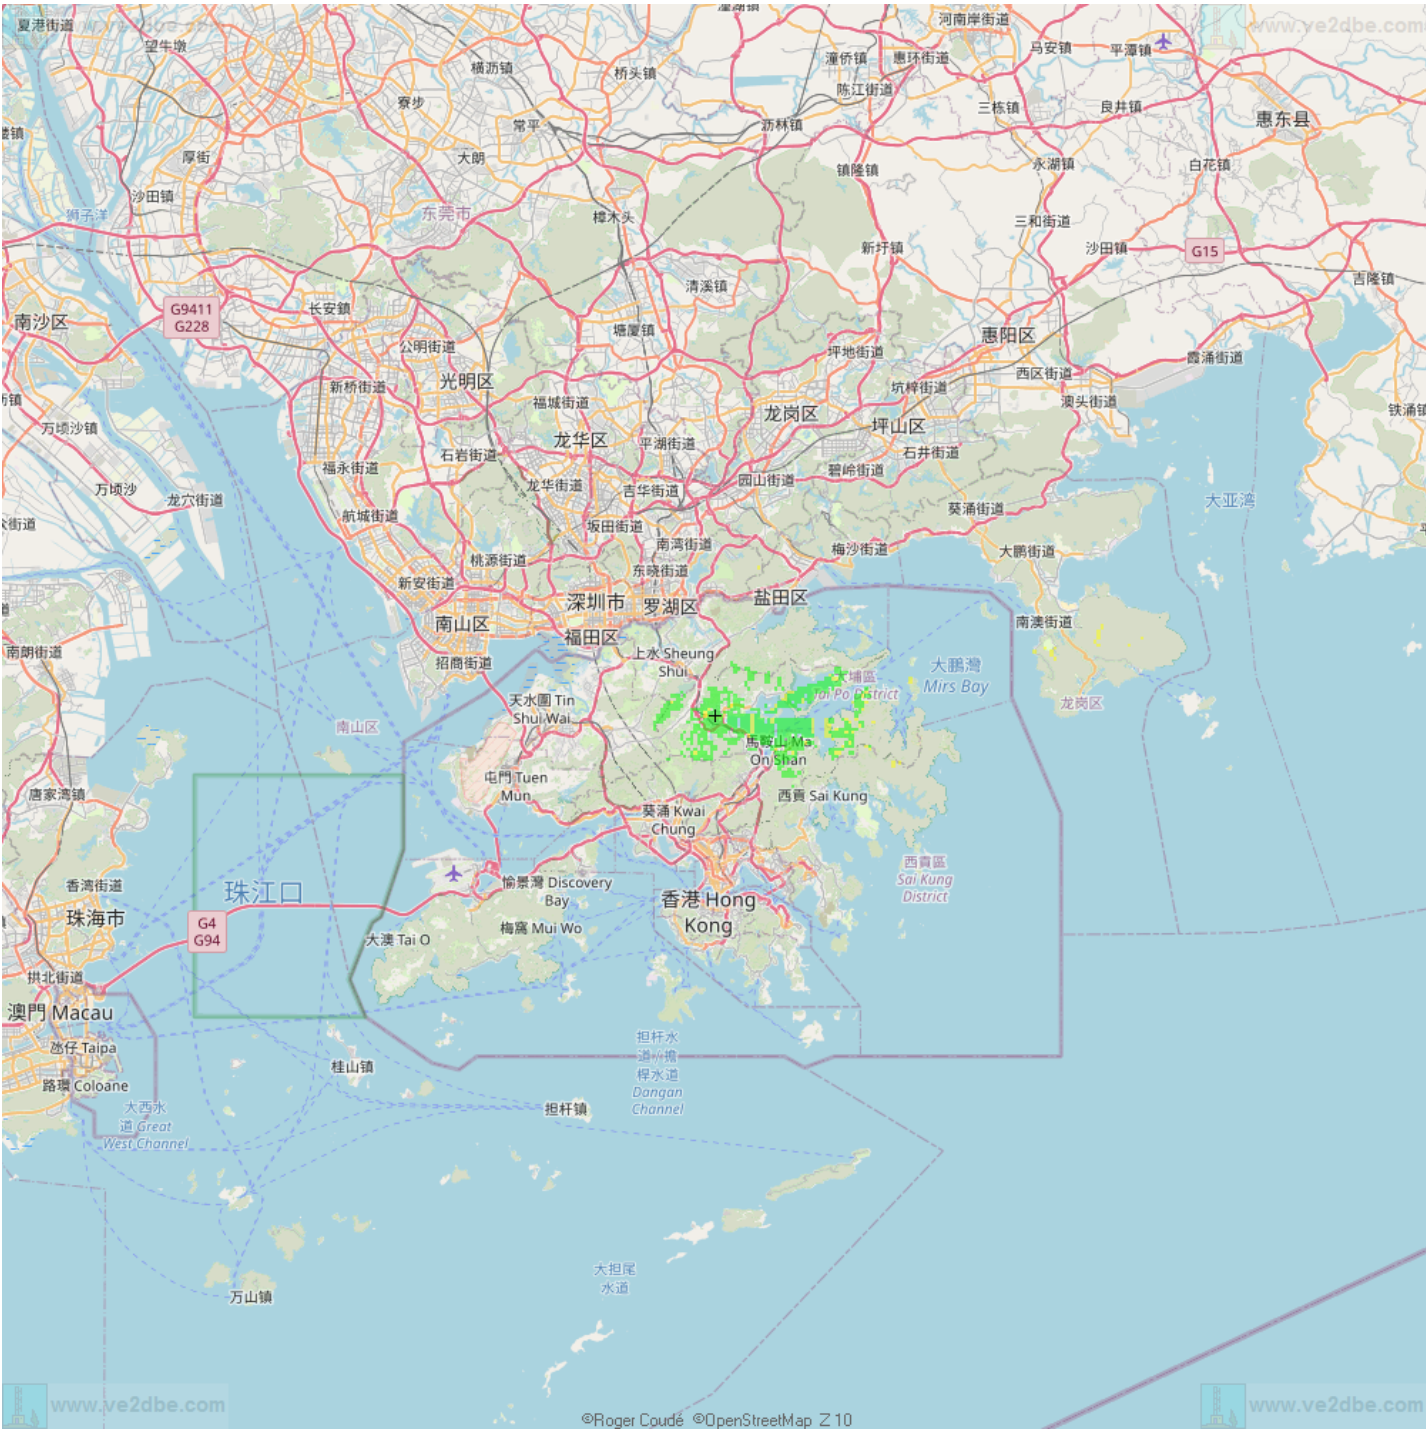 夏港街道
www.ve2dbe.com
望牛墩
横沥镇
桥头镇
潼湖镇
潼侨镇
惠环街道
陈江街道
河南岸街道
马安镇
平潭镇
www.ve2dbe.com
寮步
常平
沥林镇
三栋镇
良井镇
惠东县
厚街
大朗
镇隆镇
永湖镇
白花镇
沙田镇
狮子洋
东莞市
樟木头
三和街道
新圩镇
沙田镇
G15
清溪镇
吉隆镇
G9411
G228
长安鎮
南沙区
塘厦镇
公明街道
惠阳区
坪地街道
霞涌街道
新桥街道
光明区
坑梓街道
西区街道
澳头街道
福城街道
龙岗区
坪山区
铁涌镇
万顷沙镇
龙华区
平湖街道
石岩街道
石井街道
福永街道
碧岭街道
万顷沙
龙穴街道
龙华街道
吉华街道
园山街道
大亚湾
航城街道
坂田街道
葵涌街道
南湾街道
梅沙街道
大鹏街道
桃源街道
东晓街道
新安街道
深圳市
罗湖区
盐田区
南山区
福田区
南澳街道
南朗街道
招商街道
上水 Sheung
Shui
大埔區
Tai Po District
大鵬灣
Mirs Bay
天水圍 Tin
Shui Wai
龙岗区
南山区
馬鞍山 Ma
On Shan
屯門 Tuen
Mun
唐家湾镇
西貢 Sai Kung
葵涌 Kwai
Chung
西貢區
Sai Kung
District
香湾街道
珠江口
愉景灣 Discovery
Bay
香港 Hong
Kong
珠海市
G4
G94
梅窩 Mui Wo
大澳 Tai O
拱北街道
澳門 Macau
氹仔 Taipa
路環 Coloane
桂山镇
担杆水
道 / 擔
桿水道
Dangan
Channel
担杆镇
大西水
道 Great
West Channel
大担尾
水道
万山镇
www.ve2dbe.com
www.ve2dbe.com
©Roger Coudé ©OpenStreetMap Z 10